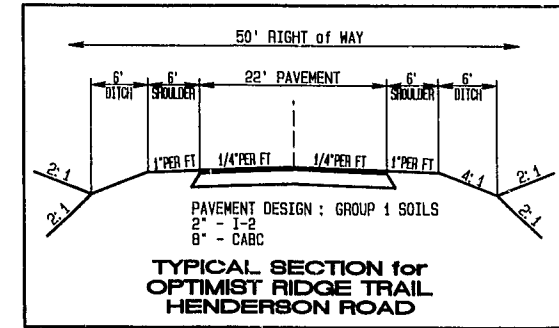 50' RIGHT of WAY
6' 6' 22' PAVEMENT 6' 6'
DITCH SHOULDER SHOULDER DITCH
1"PER FT 1/4"PER FT 1/4"PER FT 1"PER FT
2:1 4:1 2:1
2:1 2:1
PAVEMENT DESIGN : GROUP 1 SOILS
2" - I-2
8" - CABC
TYPICAL SECTION for
OPTIMIST RIDGE TRAIL
HENDERSON ROAD